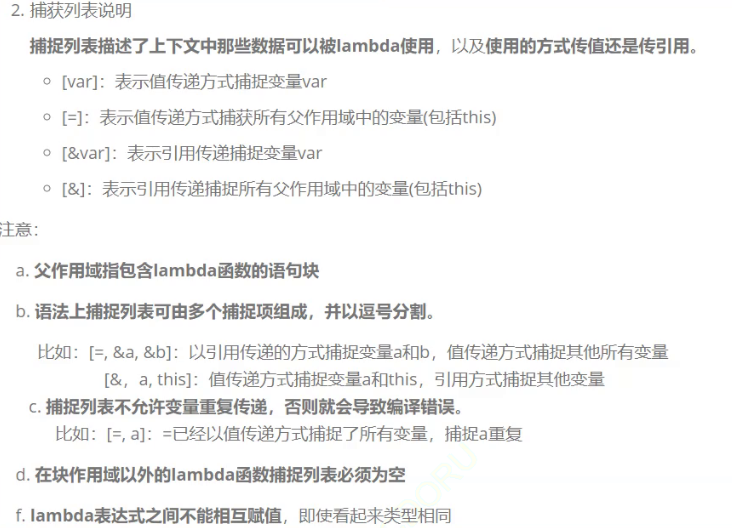 2. 捕获列表说明
捕捉列表描述了上下文中那些数据可以被lambda使用，以及使用的方式传值还是传引用。
◦ [var]：表示值传递方式捕捉变量var
◦ [=]：表示值传递方式捕获所有父作用域中的变量(包括this)
◦ [&var]：表示引用传递捕捉变量var
◦ [&]：表示引用传递捕捉所有父作用域中的变量(包括this)
注意：
a. 父作用域指包含lambda函数的语句块
b. 语法上捕捉列表可由多个捕捉项组成，并以逗号分割。
比如：[=, &a, &b]：以引用传递的方式捕捉变量a和b，值传递方式捕捉其他所有变量
[&，a, this]：值传递方式捕捉变量a和this，引用方式捕捉其他变量
c. 捕捉列表不允许变量重复传递，否则就会导致编译错误。
比如：[=, a]：=已经以值传递方式捕捉了所有变量，捕捉a重复
d. 在块作用域以外的lambda函数捕捉列表必须为空
f. lambda表达式之间不能相互赋值，即使看起来类型相同